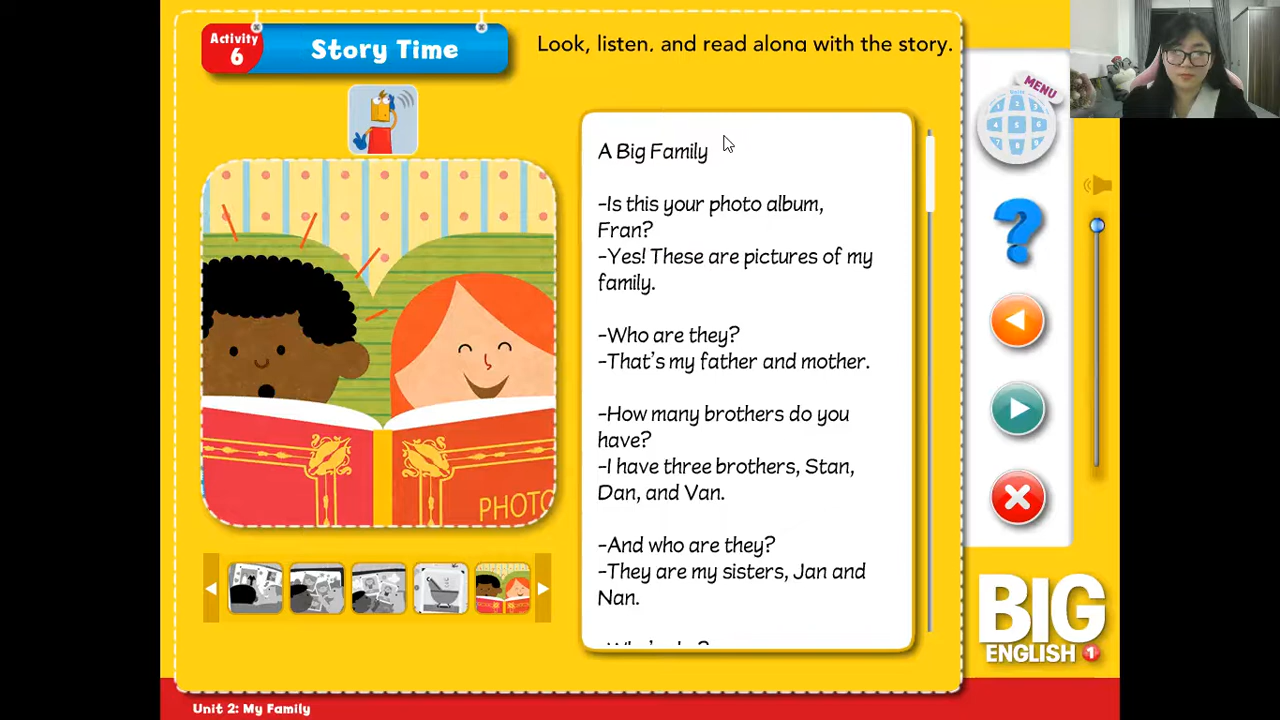 Activity
6
Story Time
Look, listen, and read along with the story.
MENU
A Big Family
-Is this your photo album,
Fran?
-Yes! These are pictures of my
family.
-Who are they?
-That's my father and mother.
-How many brothers do you
have?
-I have three brothers, Stan,
Dan, and Van.
-And who are they?
-They are my sisters, Jan and
Nan.
PHOTO
?
BIG
ENGLISH 1
Unit 2: My Family